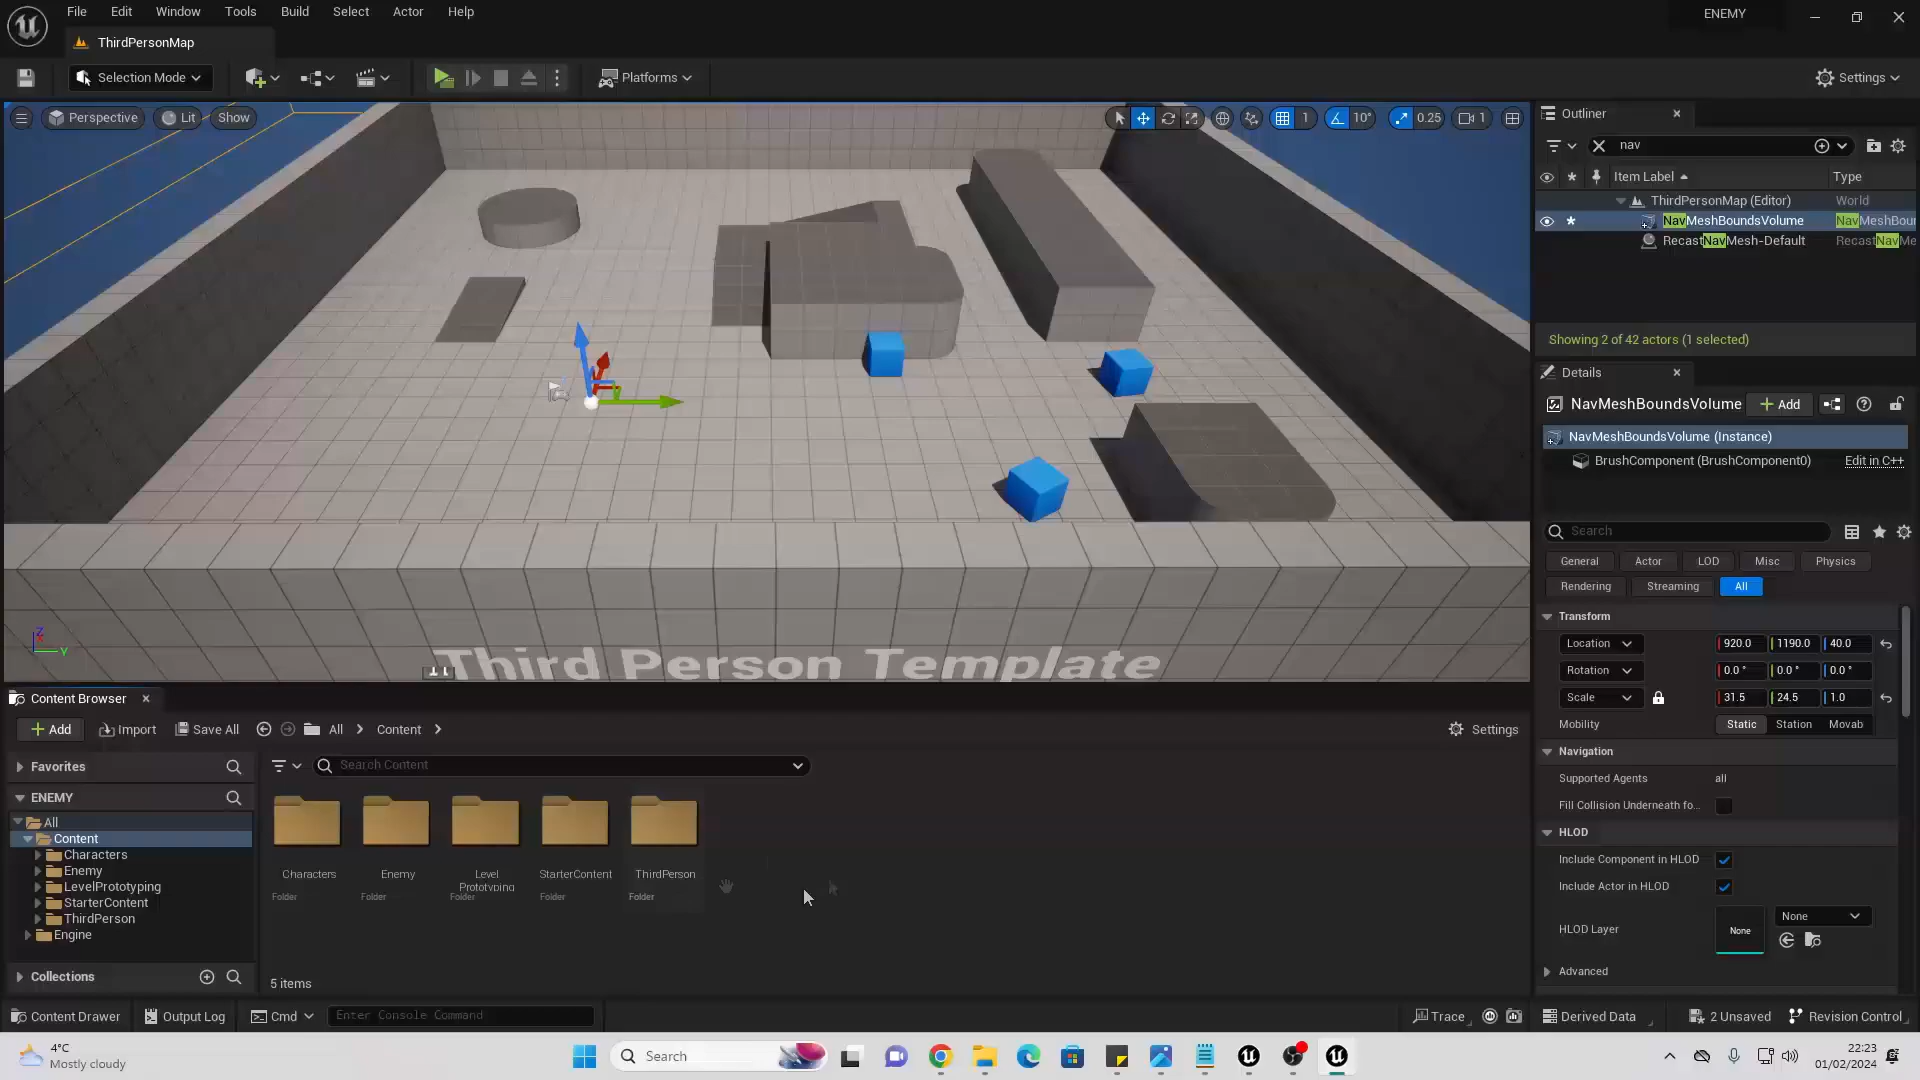 File Edit Window Tools Build Select Actor Help
ENEMY
ThirdPersonMap
Selection Mode
Platforms
Settings
Perspective
Lit
Show
1
10°
0.25
1
Third Person Template
Z
Y
Outliner
nav
Item Label
Type
ThirdPersonMap (Editor)
World
NavMeshBoundsVolume
NavMeshBour
RecastNavMesh-Default
RecastNavMe
Showing 2 of 42 actors (1 selected)
Details
NavMeshBoundsVolume
Add
NavMeshBoundsVolume (Instance)
BrushComponent (BrushComponent0)
Edit in C++
Search
General Actor LOD Misc Physics
Rendering Streaming All
Transform
Location
920.0 1190.0 40.0
Rotation
0.0 ° 0.0 ° 0.0 °
Scale
31.5 24.5 1.0
Mobility
Static Station Movab
Navigation
Supported Agents
all
Fill Collision Underneath fo...
HLOD
Include Component in HLOD
Include Actor in HLOD
HLOD Layer
None
None
Advanced
Content Browser
Add
Import
Save All
All
Content
Settings
Favorites
Search Content
ENEMY
All
Content
Characters
Enemy
LevelPrototyping
StarterContent
ThirdPerson
Engine
Collections
Characters
Folder
Enemy
Folder
Level
Prototyping
Folder
StarterContent
Folder
ThirdPerson
Folder
5 items
Content Drawer
Output Log
Cmd
Enter Console Command
Trace
Derived Data
2 Unsaved
Revision Control
4°C
Mostly cloudy
Search
22:23
01/02/2024